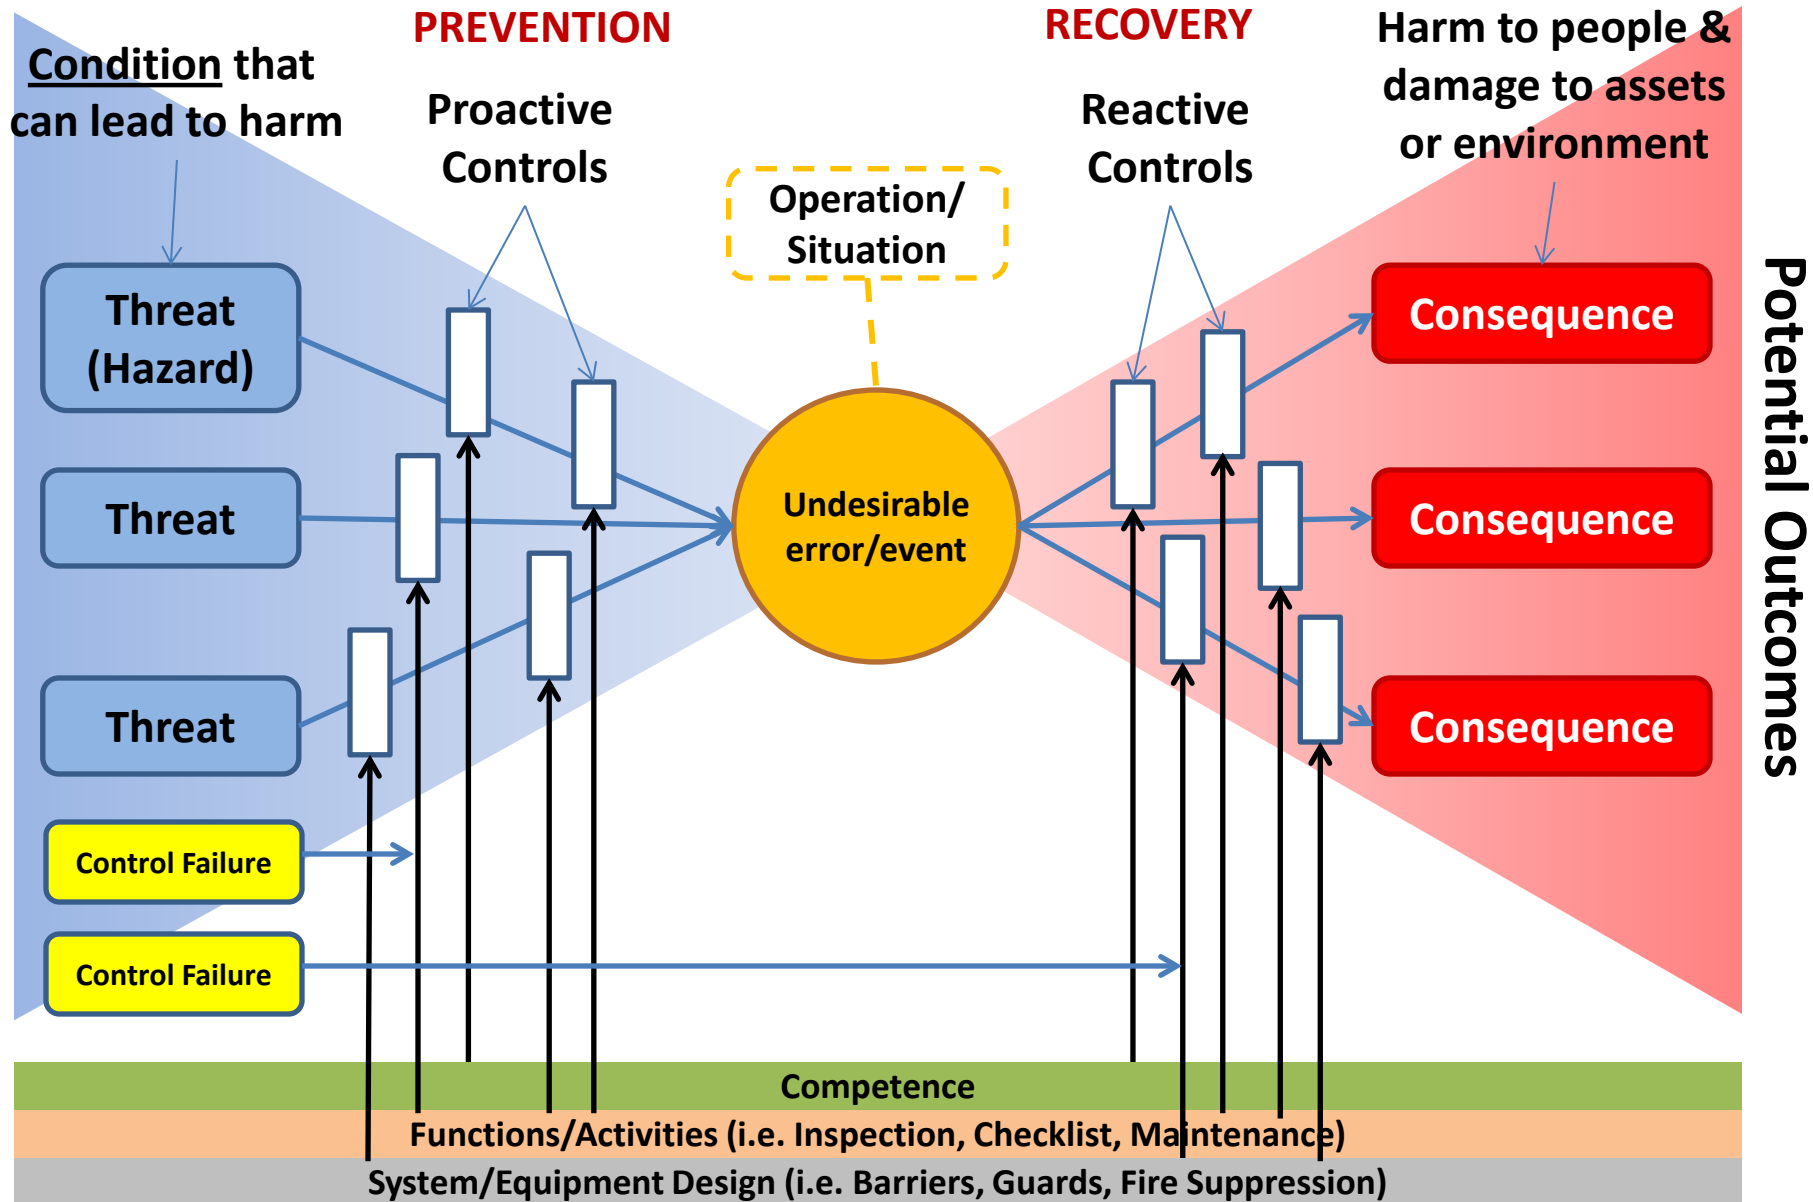 PREVENTION
RECOVERY
Condition that
can lead to harm
Proactive
Controls
Operation/
Situation
Reactive
Controls
Harm to people &
damage to assets
or environment
Threat
(Hazard)
Threat
Threat
Undesirable
error/event
Consequence
Consequence
Consequence
Potential Outcomes
Control Failure
Control Failure
Competence
Functions/Activities (i.e. Inspection, Checklist, Maintenance)
System/Equipment Design (i.e. Barriers, Guards, Fire Suppression)